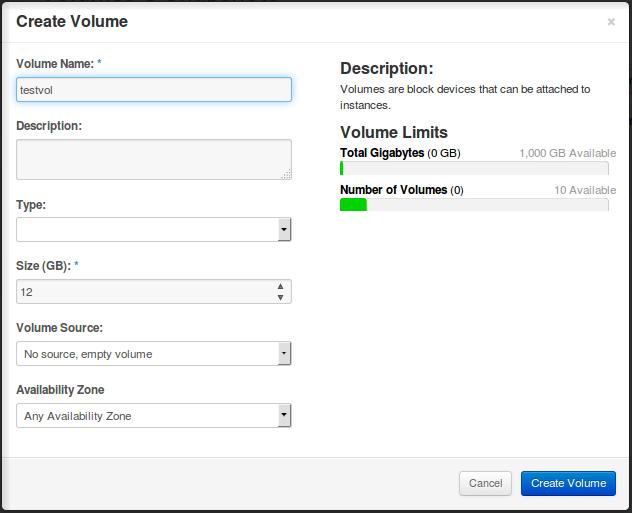 Create Volume
×
Volume Name: *
testvol
Description:
Type:
Size (GB): *
12
Volume Source:
No source, empty volume
Availability Zone
Any Availability Zone
Description:
Volumes are block devices that can be attached to
instances.
Volume Limits
Total Gigabytes (0 GB) 1,000 GB Available
Number of Volumes (0) 10 Available
Cancel Create Volume